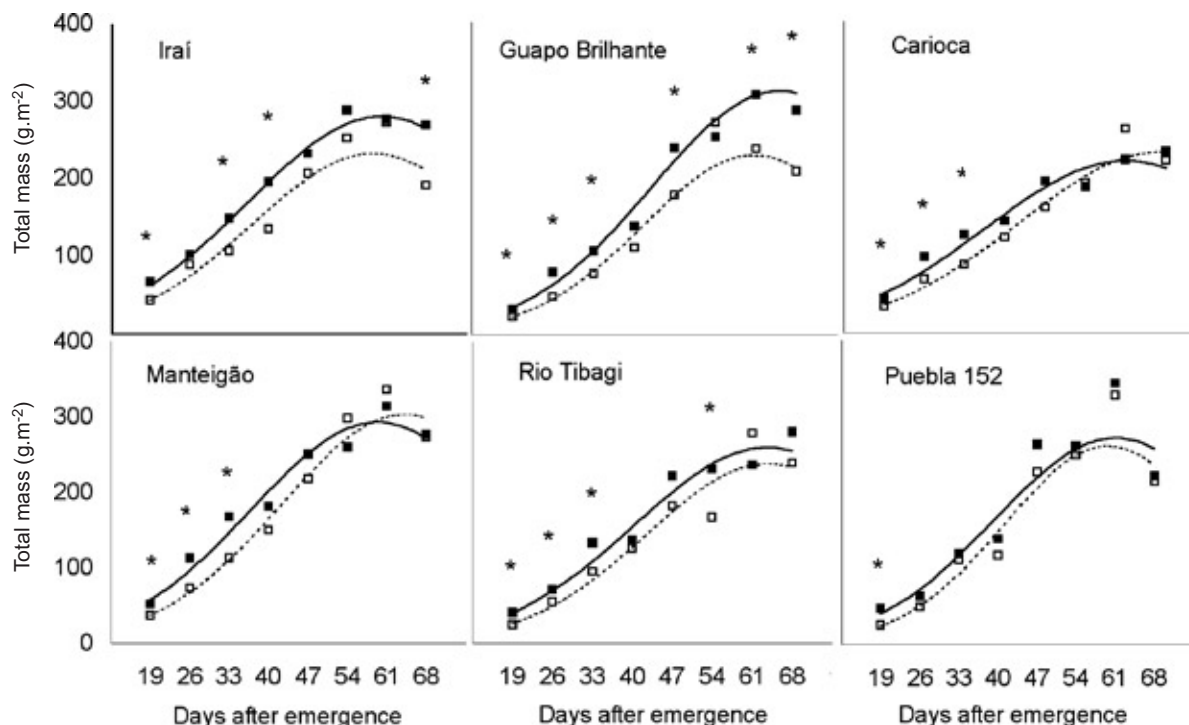 400
300
200
100
Total mass (g.m-2)
Iraí
*
*
*
*
Guapo Brilhante
*
*
*
*
*
*
Carioca
*
*
*
400
300
200
100
0
Total mass (g.m-2)
Manteigão
*
*
*
Rio Tibagi
*
*
*
*
Puebla 152
*
19 26 33 40 47 54 61 68
19 26 33 40 47 54 61 68
19 26 33 40 47 54 61 68
Days after emergence
Days after emergence
Days after emergence